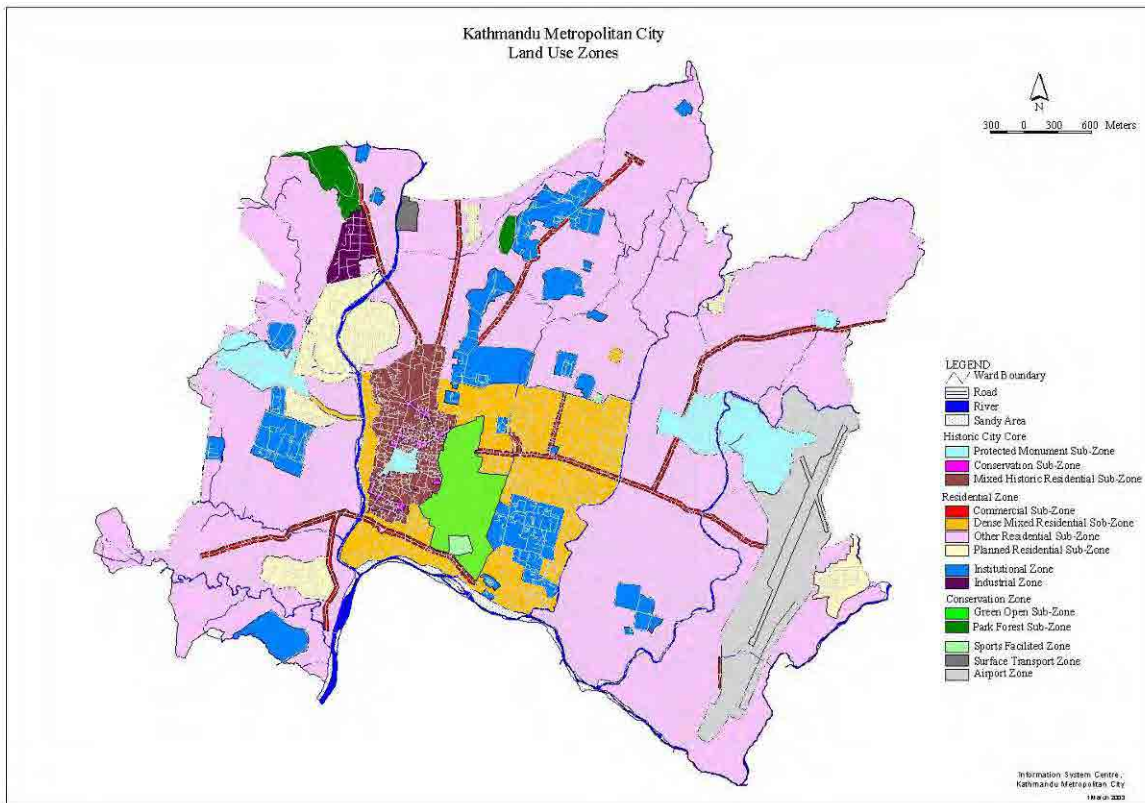 Kathmandu Metropolitan City
Land Use Zones
N
300 0 300 600 Meters
LEGEND
Ward Boundary
Road
River
Sandy Area
Historic City Core
Protected Monument Sub-Zone
Conservation Sub-Zone
Mixed Historic Residential Sub-Zone
Residential Zone
Commercial Sub-Zone
Dense Mixed Residential Sub-Zone
Other Residential Sub-Zone
Planned Residential Sub-Zone
Institutional Zone
Industrial Zone
Conservation Zone
Green Open Sub-Zone
Park Forest Sub-Zone
Sports Facilited Zone
Surface Transport Zone
Airport Zone
Information System Centre,
Kathmandu Metropolitan City
1 March 2003